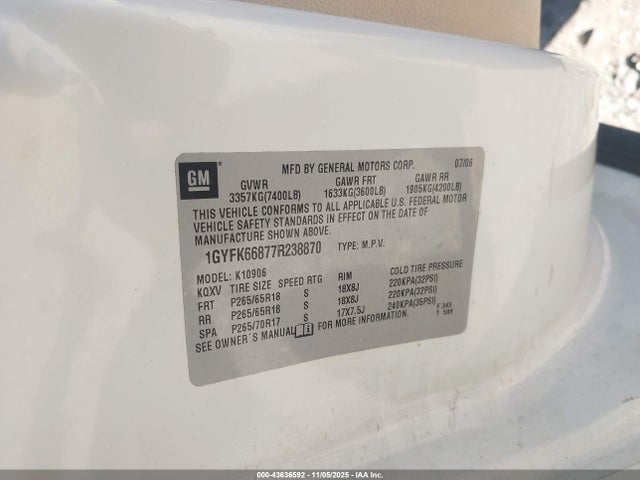 GM
MFD BY GENERAL MOTORS CORP. 07/06
GVWR GAWR FRT GAWR RR
3357KG(7400LB) 1633KG(3600LB) 1905KG(4200LB)
THIS VEHICLE CONFORMS TO ALL APPLICABLE U.S. FEDERAL MOTOR
VEHICLE SAFETY STANDARDS IN EFFECT ON THE DATE OF
MANUFACTURE SHOWN ABOVE.
1GYFK66877R238870 TYPE: M.P.V.
MODEL: K10906
KQXV TIRE SIZE SPEED RTG RIM COLD TIRE PRESSURE
FRT P265/65R18 S 18X8J 220KPA(32PSI)
RR P265/65R18 S 18X8J 220KPA(32PSI)
SPA P265/70R17 S 17X7.5J 240KPA(35PSI)
SEE OWNER'S MANUAL FOR MORE INFORMATION. F 343
T 509
000-43636592 - 11/05/2025 - IAAI.com